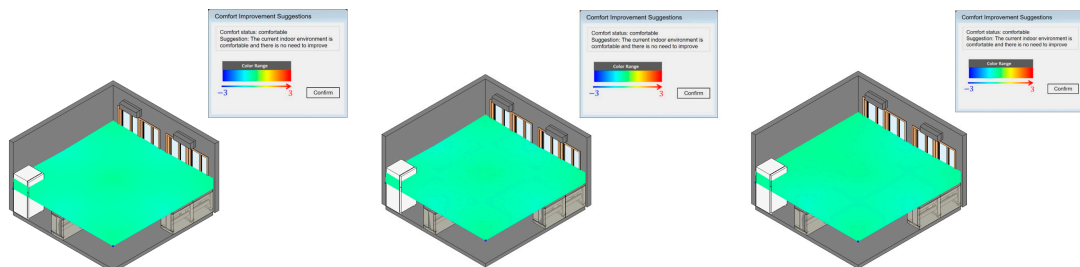 Comfort Improvement Suggestions
Comfort status: comfortable
Suggestion: The current indoor environment is
comfortable and there is no need to improve
Color Range
-3 3
Confirm
Comfort Improvement Suggestions
Comfort status: comfortable
Suggestion: The current indoor environment is
comfortable and there is no need to improve
Color Range
-3 3
Confirm
Comfort Improvement Suggestions
Comfort status: comfortable
Suggestion: The current indoor environment is
comfortable and there is no need to improve
Color Range
-3 3
Confirm